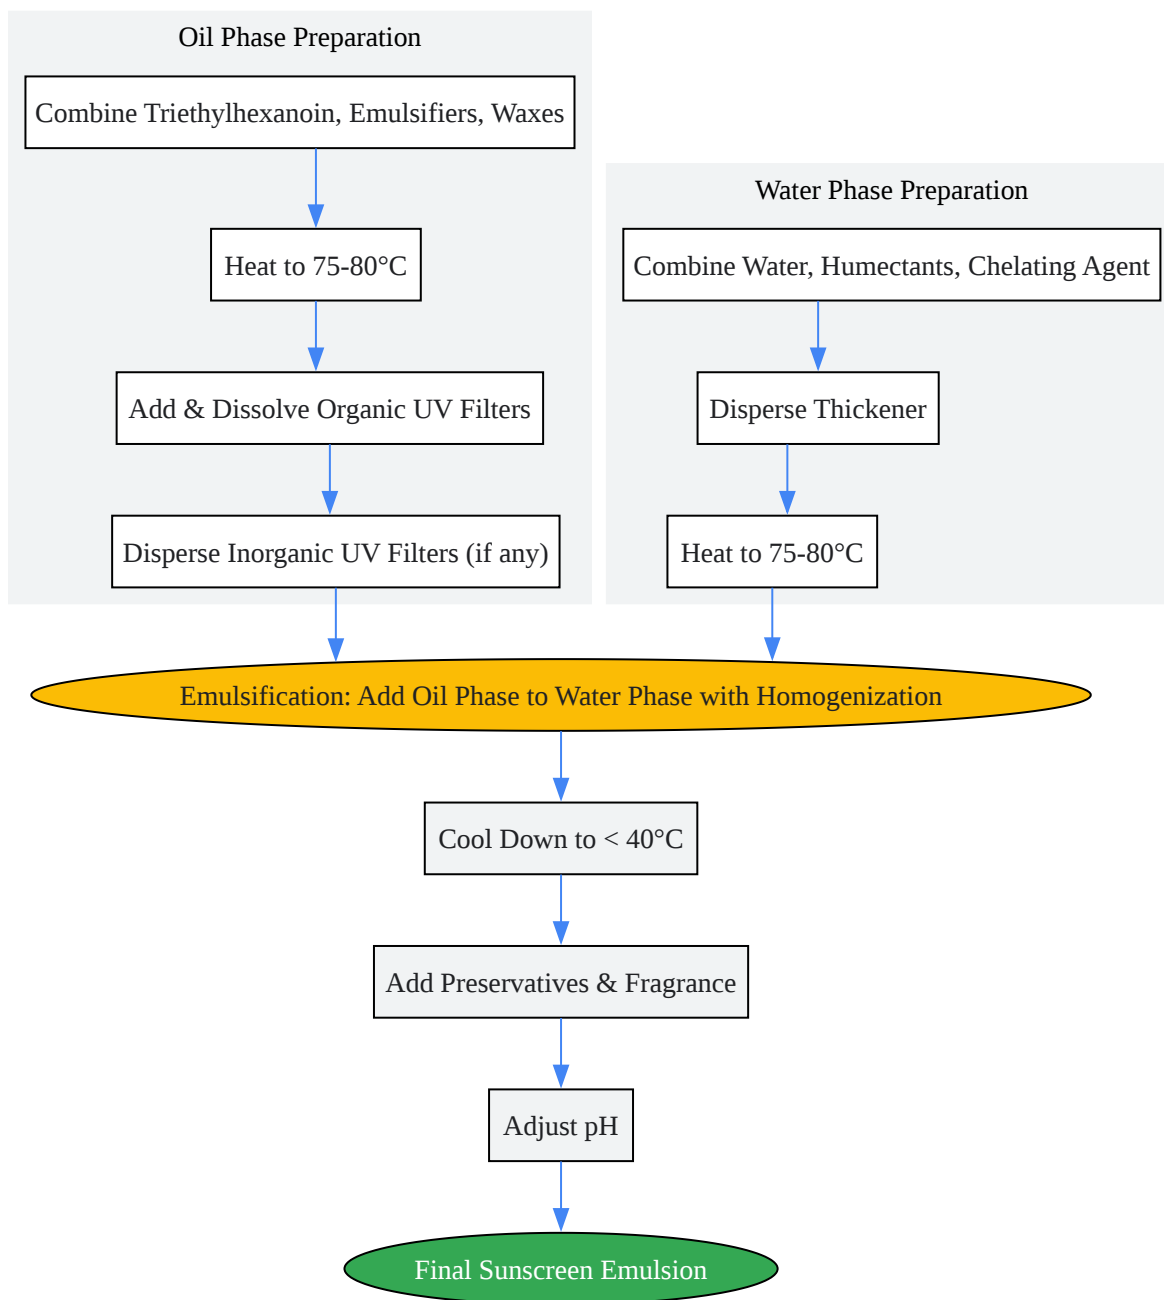 Oil Phase Preparation
Combine Triethylhexanoin, Emulsifiers, Waxes
Heat to 75-80°C
Add & Dissolve Organic UV Filters
Disperse Inorganic UV Filters (if any)
Water Phase Preparation
Combine Water, Humectants, Chelating Agent
Disperse Thickener
Heat to 75-80°C
Emulsification: Add Oil Phase to Water Phase with Homogenization
Cool Down to < 40°C
Add Preservatives & Fragrance
Adjust pH
Final Sunscreen Emulsion